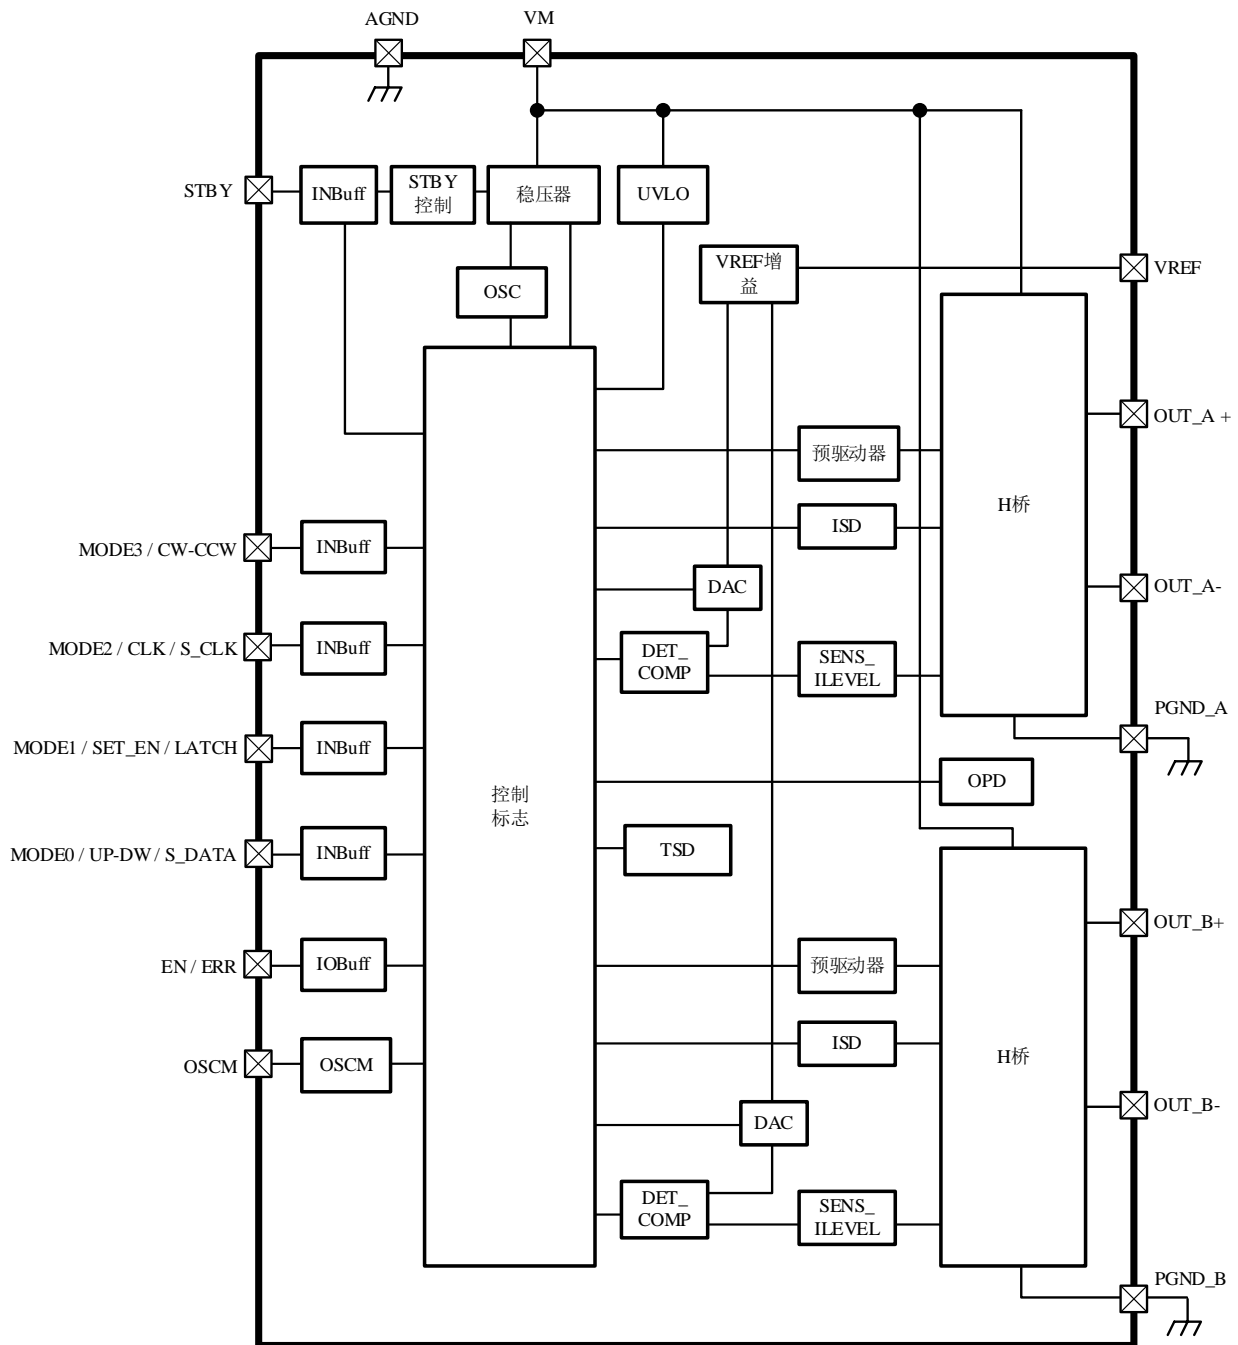 AGND
VM
STBY
INBuff
STBY
控制
稳压器
UVLO
VREF增
益
VREF
OSC
OUT_A +
预驱动器
H桥
ISD
MODE3 / CW-CCW
INBuff
DAC
OUT_A-
MODE2 / CLK / S_CLK
INBuff
DET_
COMP
SENS_
ILEVEL
PGND_A
MODE1 / SET_EN / LATCH
INBuff
OPD
控制
标志
MODE0 / UP-DW / S_DATA
INBuff
TSD
OUT_B+
EN / ERR
IOBuff
预驱动器
ISD
H桥
OSCM
OSCM
OUT_B-
DAC
DET_
COMP
SENS_
ILEVEL
PGND_B